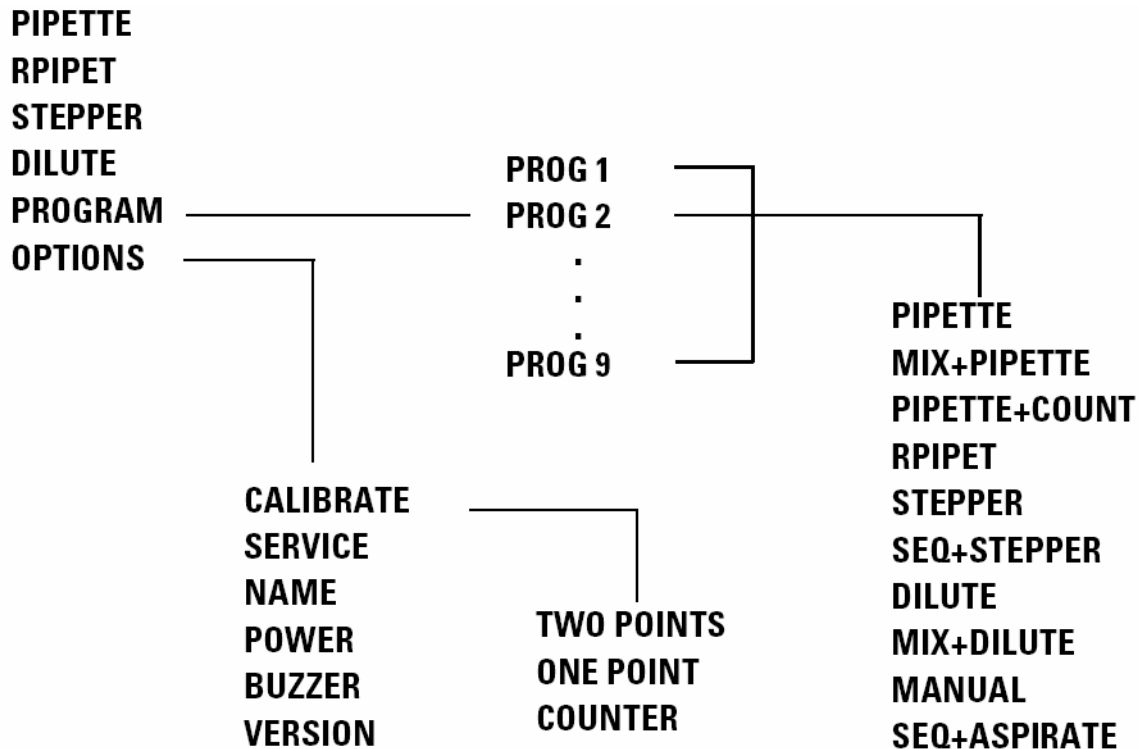 PIPETTE
RPIPET
STEPPER
DILUTE
PROGRAM
OPTIONS
PROG 1
PROG 2
.
.
.
PROG 9
PIPETTE
MIX+PIPETTE
PIPETTE+COUNT
RPIPET
STEPPER
SEQ+STEPPER
DILUTE
MIX+DILUTE
MANUAL
SEQ+ASPIRATE
CALIBRATE
SERVICE
NAME
POWER
BUZZER
VERSION
TWO POINTS
ONE POINT
COUNTER